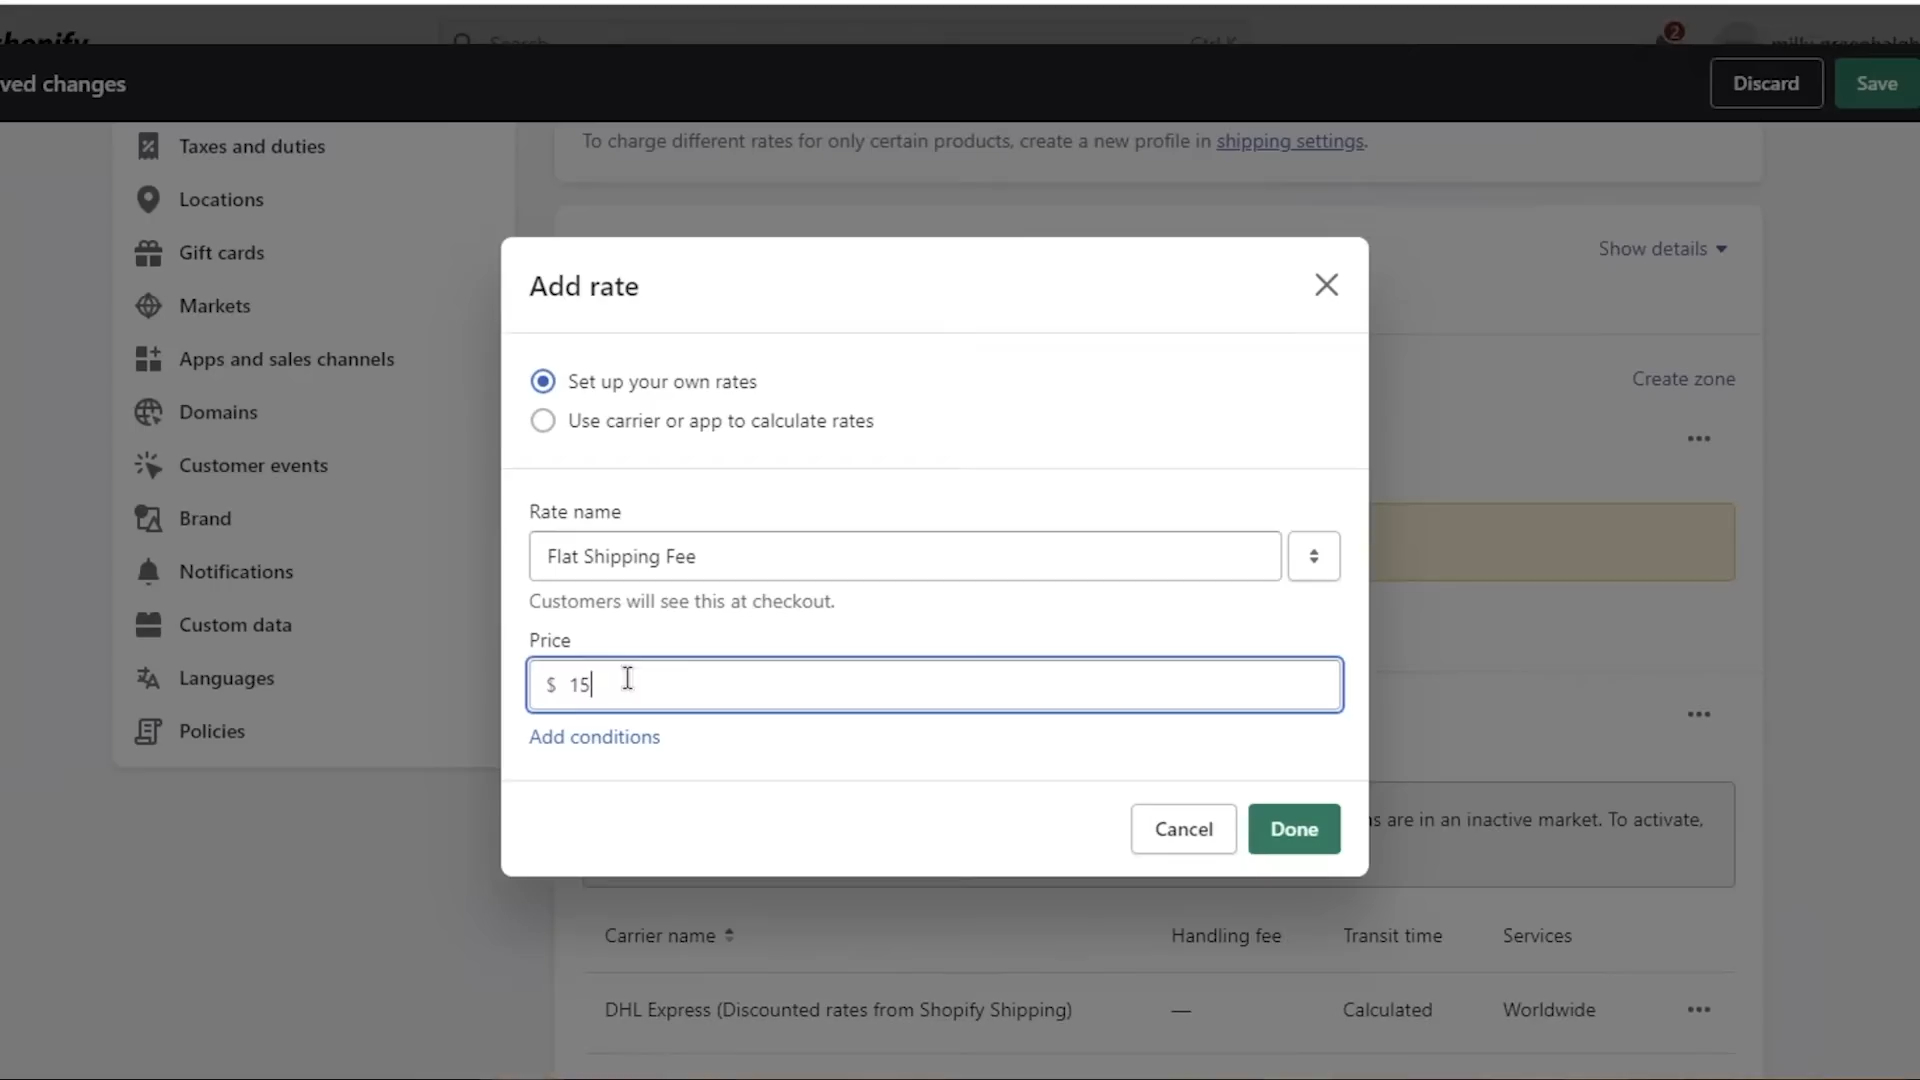 shopify
Search
Ctrl K
2
ved changes
Discard
Save
Taxes and duties
Locations
Gift cards
Markets
Apps and sales channels
Domains
Customer events
Brand
Notifications
Custom data
Languages
Policies
To charge different rates for only certain products, create a new profile in shipping settings.
Show details
Create zone
Add rate
Set up your own rates
Use carrier or app to calculate rates
Rate name
Flat Shipping Fee
Customers will see this at checkout.
Price
$ 15
Add conditions
Cancel
Done
s are in an inactive market. To activate,
Carrier name
Handling fee
Transit time
Services
DHL Express (Discounted rates from Shopify Shipping)
—
Calculated
Worldwide